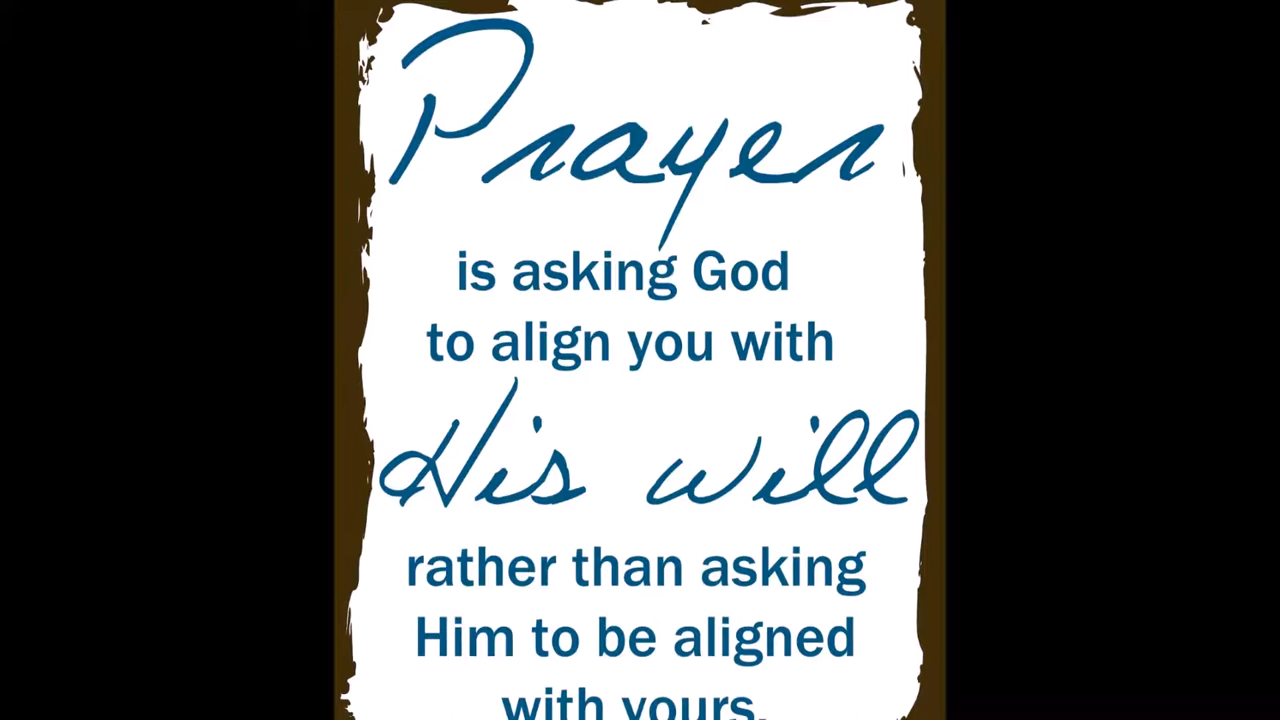 Prayer
is asking God
to align you with
His will
rather than asking
Him to be aligned
with yours.